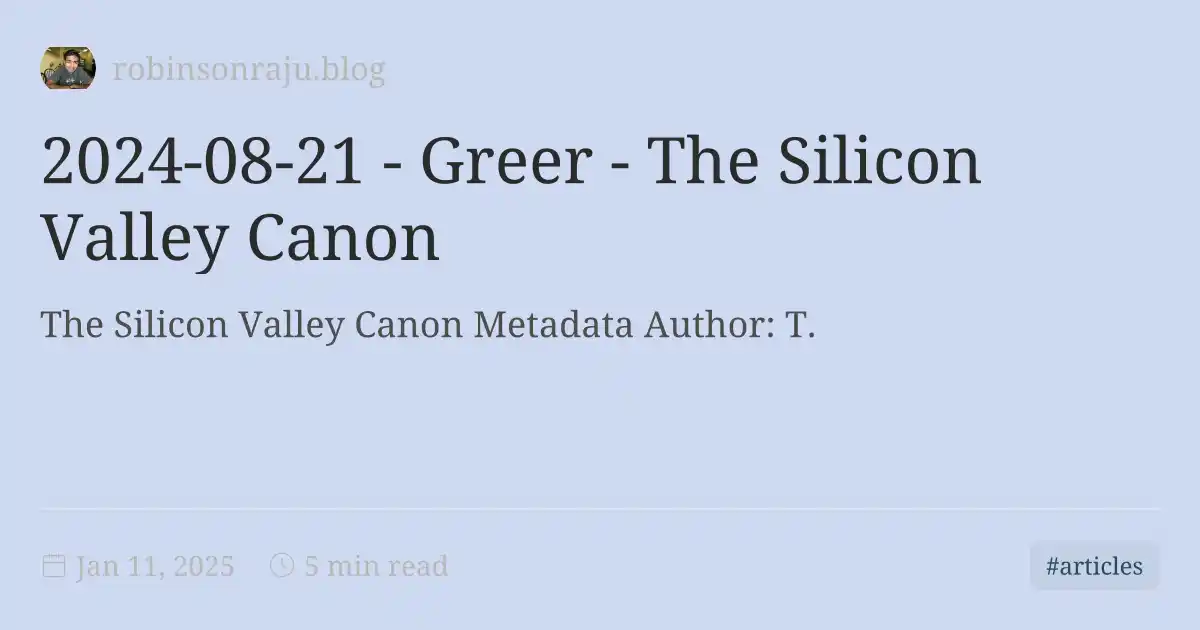 robinsonraju.blog
2024-08-21 - Greer - The Silicon
Valley Canon
The Silicon Valley Canon Metadata Author: T.
Jan 11, 2025
5 min read
#articles